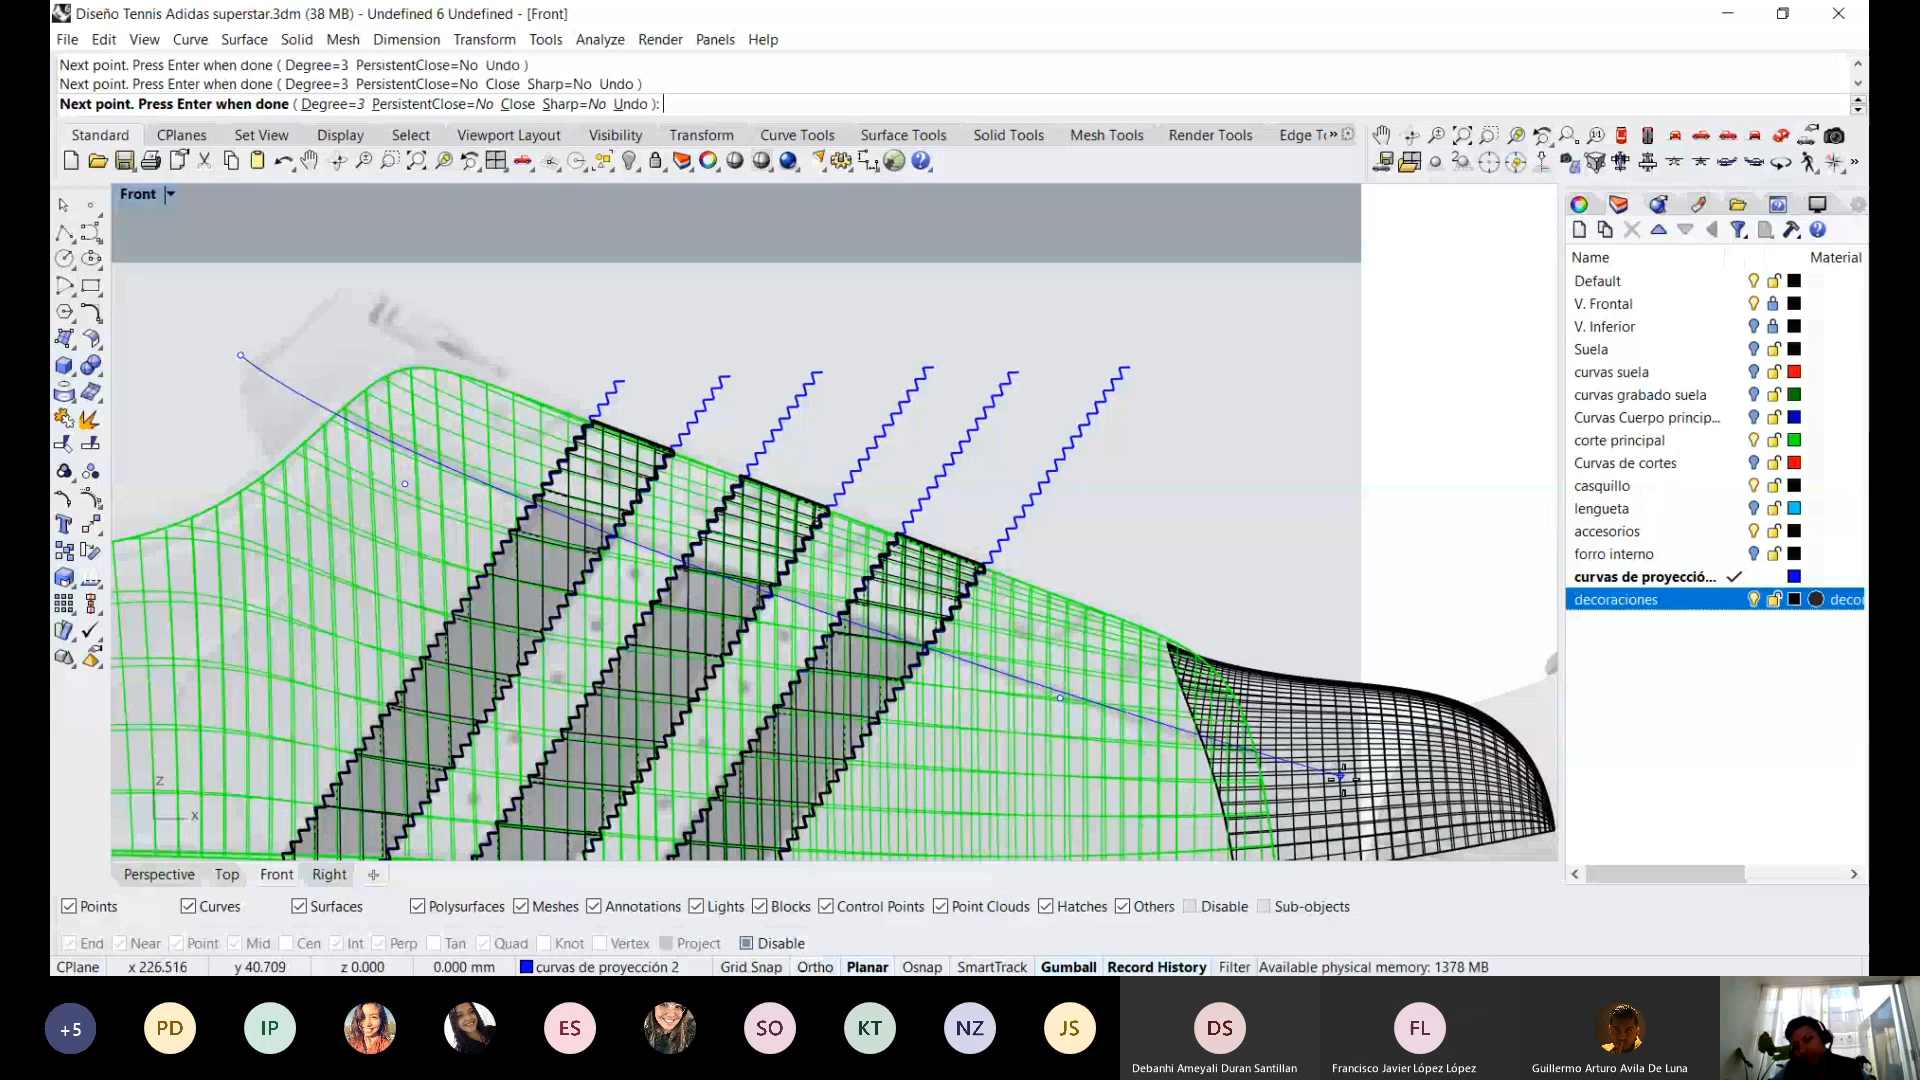 Diseño Tennis Adidas superstar.3dm (38 MB) - Undefined 6 Undefined - [Front]
File Edit View Curve Surface Solid Mesh Dimension Transform Tools Analyze Render Panels Help
Next point. Press Enter when done ( Degree=3 PersistentClose=No Undo )
Next point. Press Enter when done ( Degree=3 PersistentClose=No Close Sharp=No Undo )
Next point. Press Enter when done ( Degree=3 PersistentClose=No Close Sharp=No Undo ):
Standard CPlanes Set View Display Select Viewport Layout Visibility Transform Curve Tools Surface Tools Solid Tools Mesh Tools Render Tools Edge To
Front
Name Material
Default
V. Frontal
V. Inferior
Suela
curvas suela
curvas grabado suela
Curvas Cuerpo princip...
corte principal
Curvas de cortes
casquillo
lengueta
accesorios
forro interno
curvas de proyecció...
decoraciones deco
z
x
Perspective Top Front Right
Points Curves Surfaces Polysurfaces Meshes Annotations Lights Blocks Control Points Point Clouds Hatches Others Disable Sub-objects
End Near Point Mid Cen Int Perp Tan Quad Knot Vertex Project Disable
CPlane x 226.516 y 40.709 z 0.000 0.000 mm curvas de proyección 2 Grid Snap Ortho Planar Osnap SmartTrack Gumball Record History Filter Available physical memory: 1378 MB
+5 PD IP ES SO KT NZ JS DS FL
Debanhi Ameyali Duran Santillan Francisco Javier López López Guillermo Arturo Avila De Luna